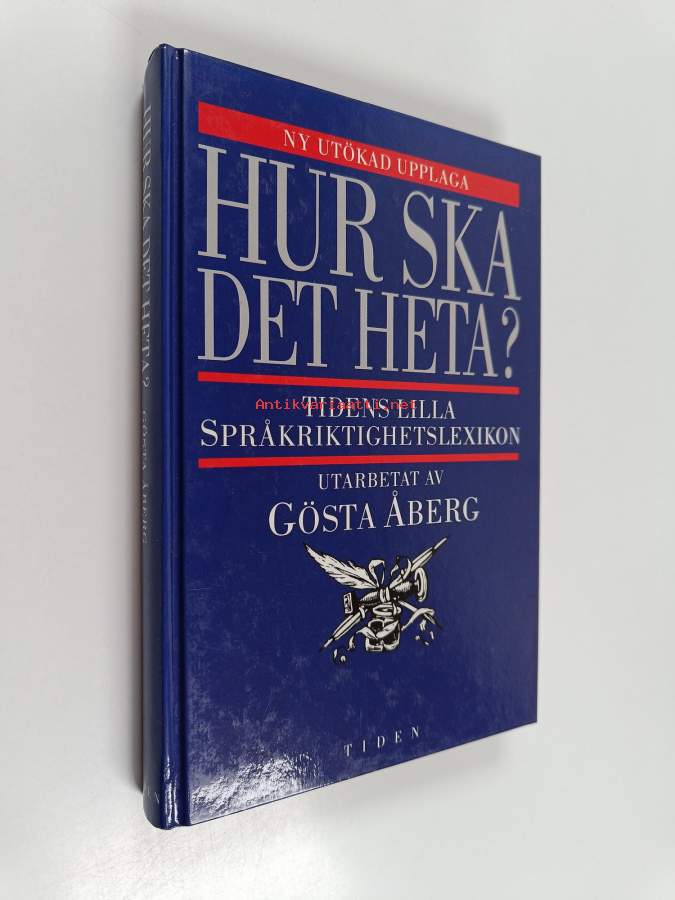 NY UTÖKAD UPPLAGA
HUR SKA
DET HETA?
TIDENS LILLA
Antikvariaatti.net
SPRÅKRIKTIGHETSLEXIKON
UTARBETAT AV
GÖSTA ÅBERG
TIDEN
HUR SKA DET HETA? GÖSTA ÅBERG